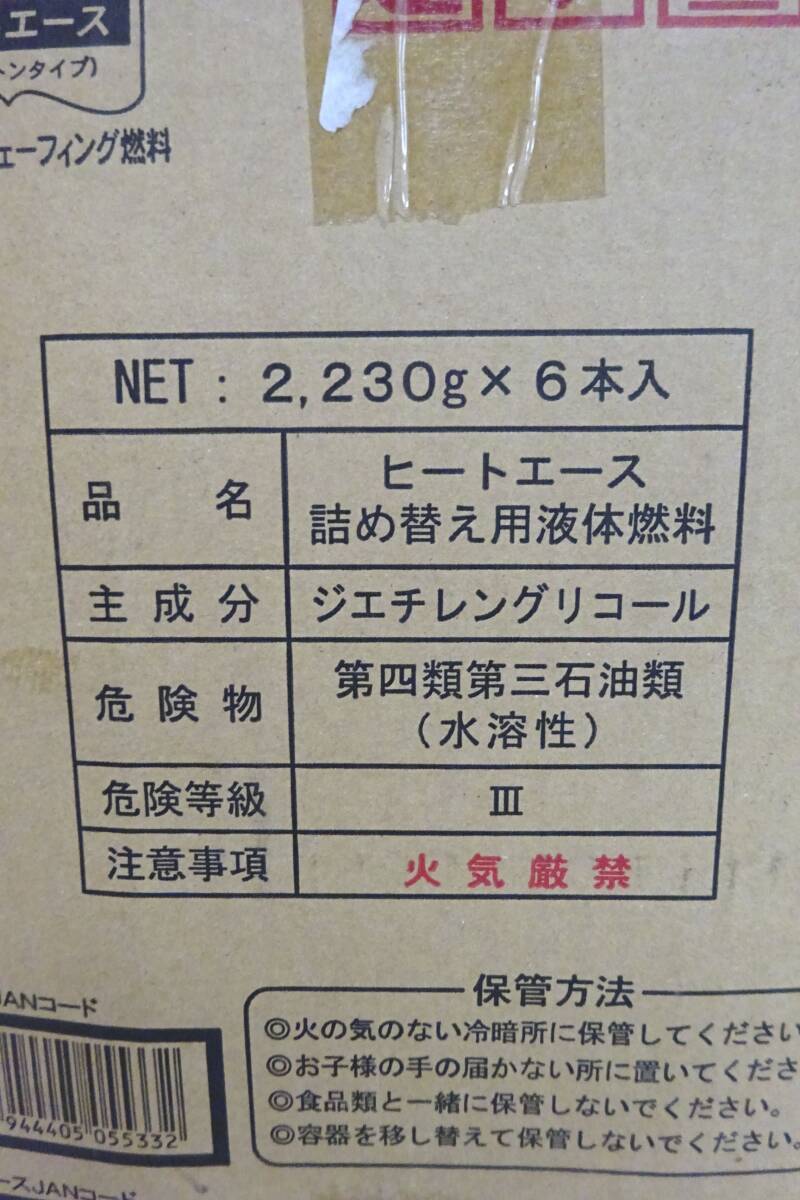 エース
ンタイプ)
ェーフィング燃料
NET : 2,230g×6本入
品名
ヒートエース
詰め替え用液体燃料
主成分
ジエチレングリコール
危険物
第四類第三石油類
(水溶性)
危険等級
Ⅲ
注意事項
火気厳禁
JANコード
944405 055332
ースJANコード
保管方法
◎火の気のない冷暗所に保管してください
◎お子様の手の届かない所に置いてくださ
◎食品類と一緒に保管しないでください。
◎容器を移し替えて保管しないでください。